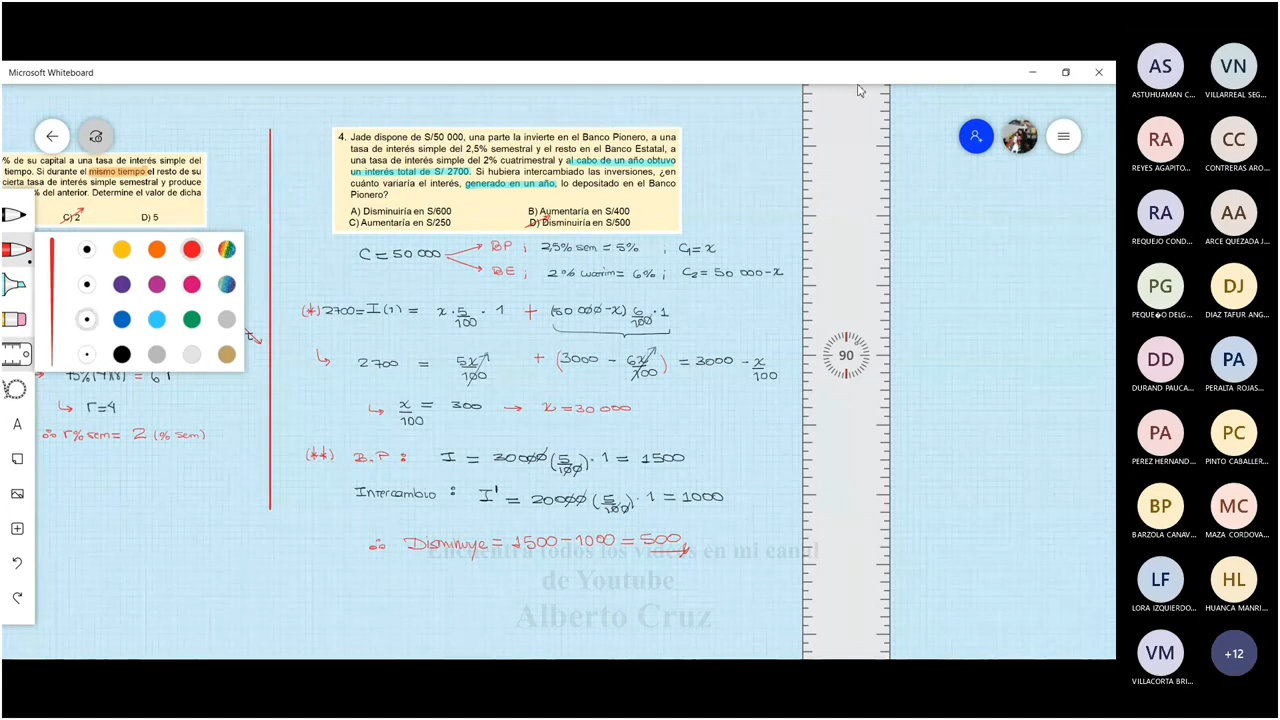 Microsoft Whiteboard
% de su capital a una tasa de interés simple del
tiempo. Si durante el mismo tiempo el resto de su
cierta tasa de interés simple semestral y produce
% del anterior. Determine el valor de dicha
C) 2 D) 5
r=4
∴ r% sem = 2 (% sem)
4. Jade dispone de S/50 000, una parte la invierte en el Banco Pionero, a una
tasa de interés simple del 2,5% semestral y el resto en el Banco Estatal, a
una tasa de interés simple del 2% cuatrimestral y al cabo de un año obtuvo
un interés total de S/ 2700. Si hubiera intercambiado las inversiones, ¿en
cuánto variaría el interés, generado en un año, lo depositado en el Banco
Pionero?
A) Disminuiría en S/600 B) Aumentaría en S/400
C) Aumentaría en S/250 D) Disminuiría en S/500
C = 50 000
BP ; 2,5% sem = 5% ; C1 = x
BE ; 2% cuatrim = 6% ; C2 = 50 000 - x
(*) 2700 = I(1) = x · 5/100 · 1 + (50 000 - x) 6/100 · 1
2700 = 5x/100 + (3000 - 6x/100) = 3000 - x/100
x/100 = 300 → x = 30 000
(**) B.P : I = 30000 (5/100) · 1 = 1500
Intercambio : I' = 20000 (5/100) · 1 = 1000
∴ Disminuye = 1500 - 1000 = 500
Encuentra todos los videos en mi canal
de Youtube
Alberto Cruz
90
AS
ASTUHUAMAN C...
VN
VILLARREAL SEG...
RA
REYES AGAPITO...
CC
CONTRERAS ARO...
RA
REQUEJO COND...
AA
ARCE QUEZADA J...
PG
PEQUE�O DELG...
DJ
DIAZ TAFUR ANG...
DD
DURAND PAUCA...
PA
PERALTA ROJAS...
PA
PEREZ HERNAND...
PC
PINTO CABALLER...
BP
BARZOLA CANAV...
MC
MAZA CORDOVA...
LF
LORA IZQUIERDO...
HL
HUANCA MANRI...
VM
VILLACORTA BRI...
+12